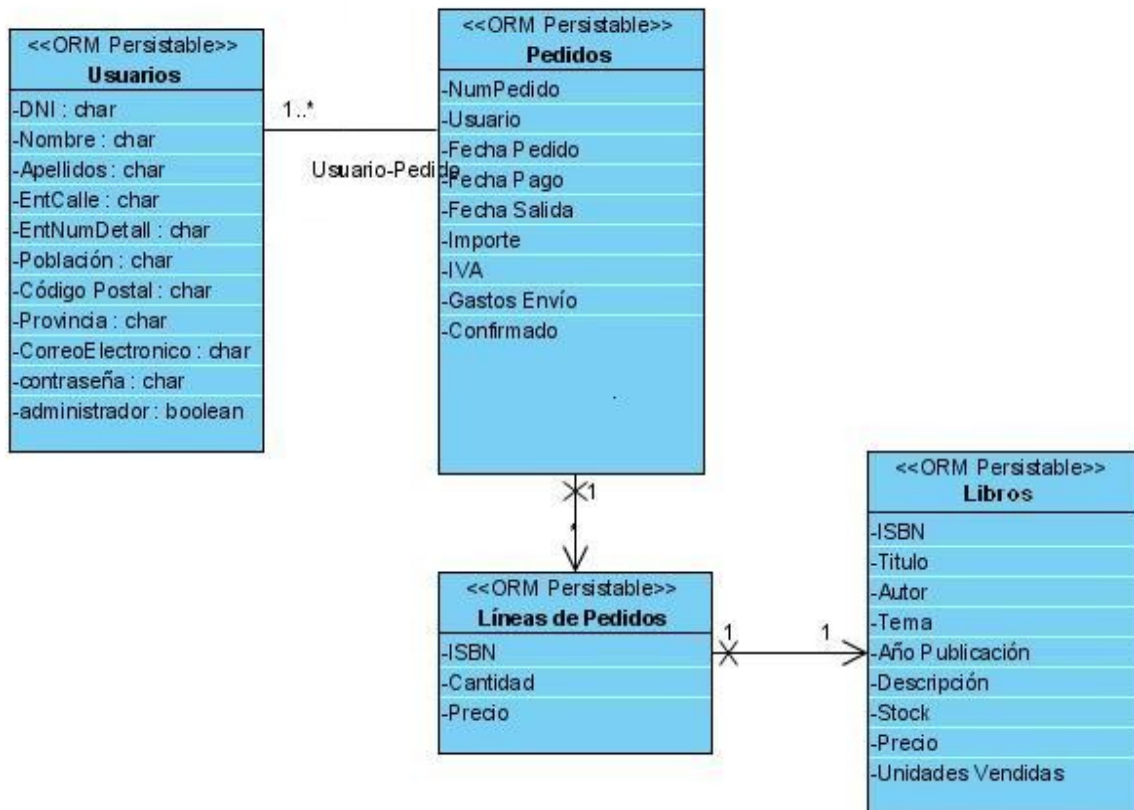 <<ORM Persistable>>
Usuarios
-DNI : char
-Nombre : char
-Apellidos : char
-EntCalle : char
-EntNumDetall : char
-Población : char
-Código Postal : char
-Provincia : char
-CorreoElectronico : char
-contraseña : char
-administrador : boolean
1..*
Usuario-Pedido
<<ORM Persistable>>
Pedidos
-NumPedido
-Usuario
-Fecha Pedido
-Fecha Pago
-Fecha Salida
-Importe
-IVA
-Gastos Envío
-Confirmado
1
*
<<ORM Persistable>>
Líneas de Pedidos
-ISBN
-Cantidad
-Precio
1
1
<<ORM Persistable>>
Libros
-ISBN
-Titulo
-Autor
-Tema
-Año Publicación
-Descripción
-Stock
-Precio
-Unidades Vendidas